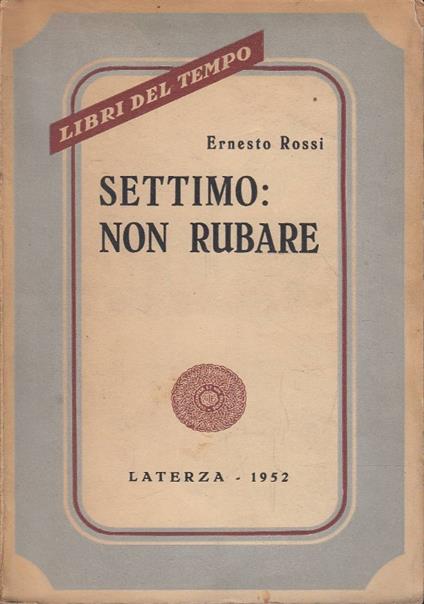 LIBRI DEL TEMPO
Ernesto Rossi
SETTIMO:
NON RUBARE
LATERZA - 1952